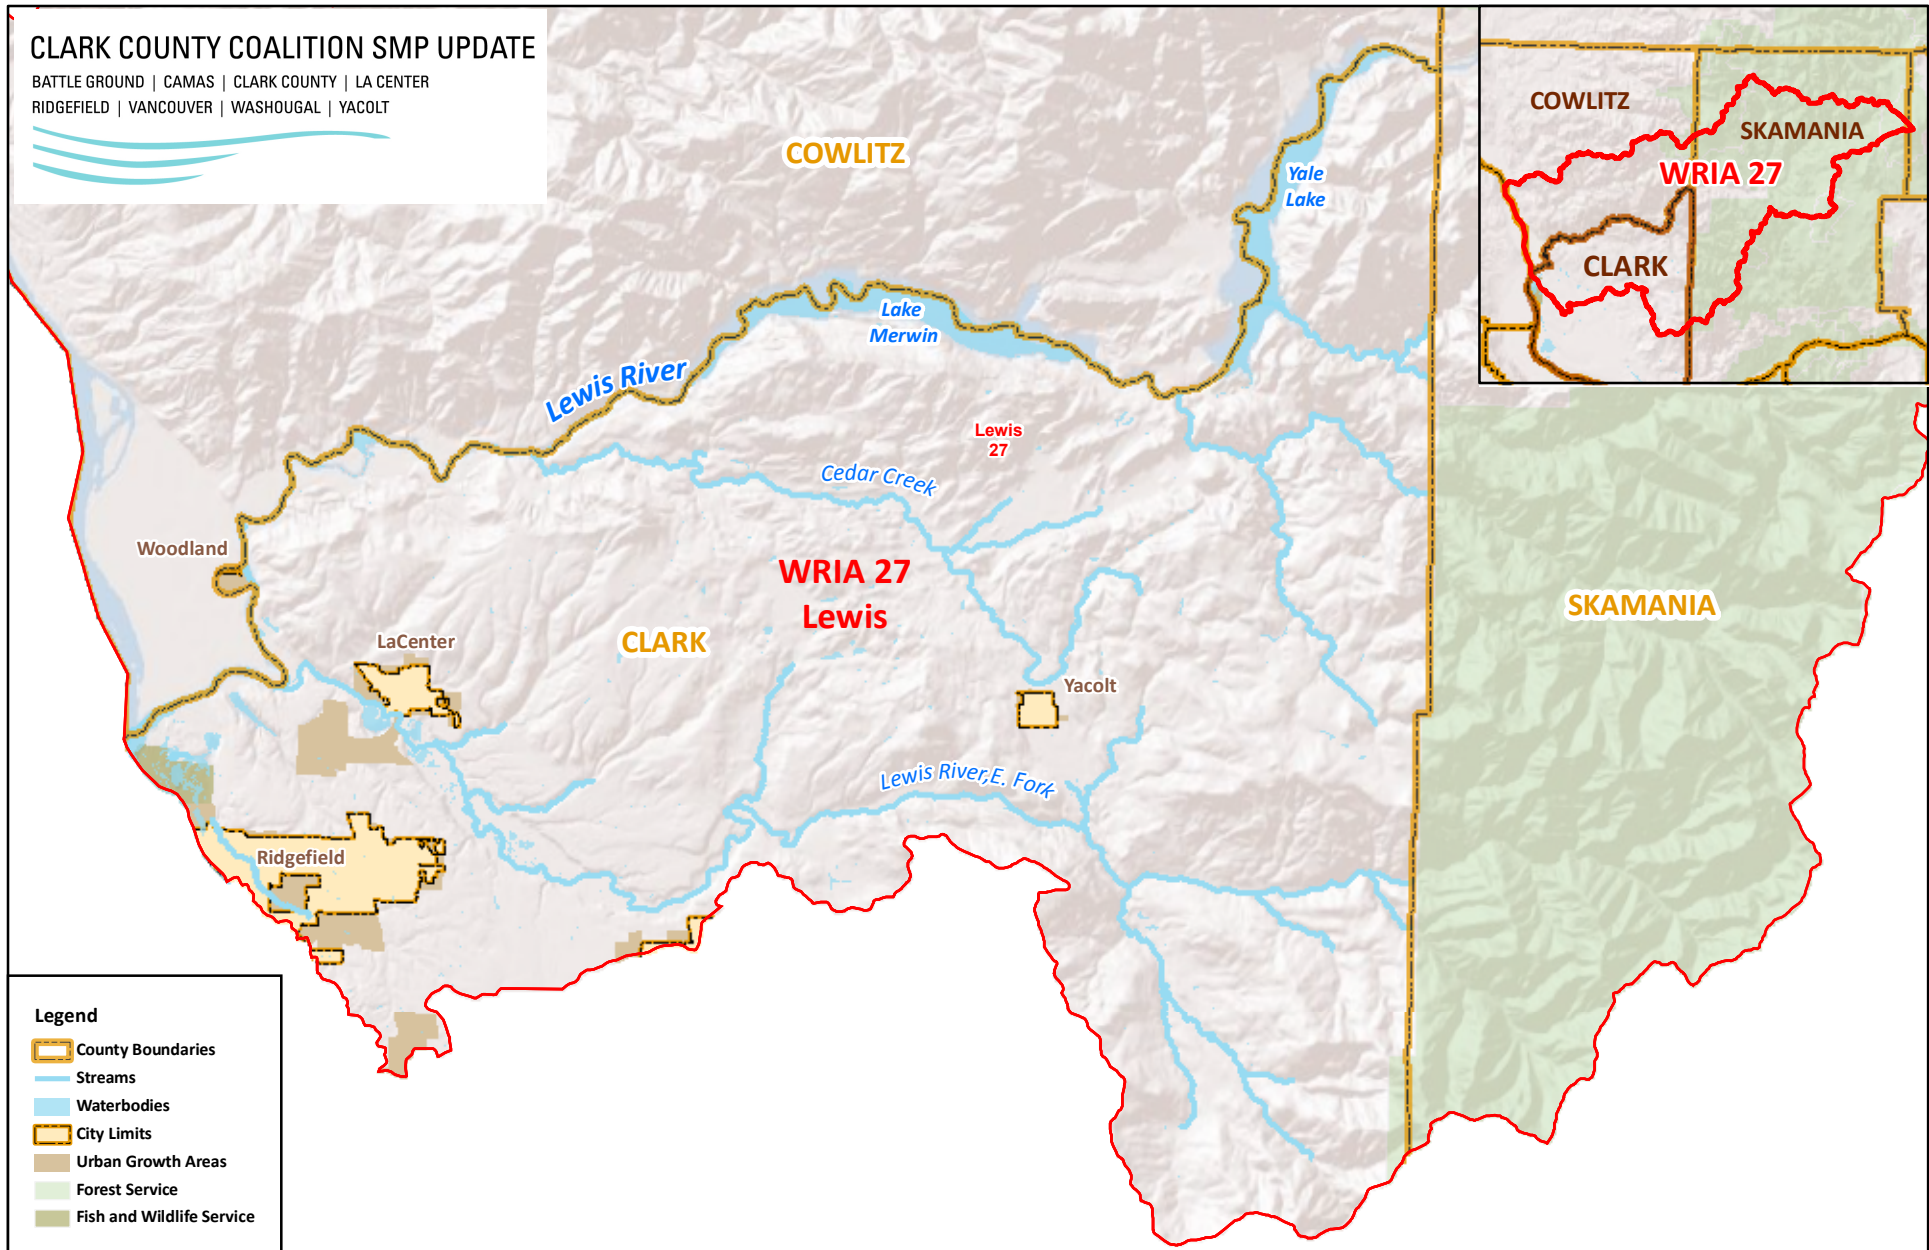 CLARK COUNTY COALITION SMP UPDATE
BATTLE GROUND | CAMAS | CLARK COUNTY | LA CENTER
RIDGEFIELD | VANCOUVER | WASHOUGAL | YACOLT
COWLITZ
Yale
Lake
Lake
Merwin
Lewis River
Lewis
27
Cedar Creek
Woodland
WRIA 27
Lewis
SKAMANIA
LaCenter
CLARK
Yacolt
Lewis River,E. Fork
Ridgefield
COWLITZ
SKAMANIA
WRIA 27
CLARK
Legend
County Boundaries
Streams
Waterbodies
City Limits
Urban Growth Areas
Forest Service
Fish and Wildlife Service